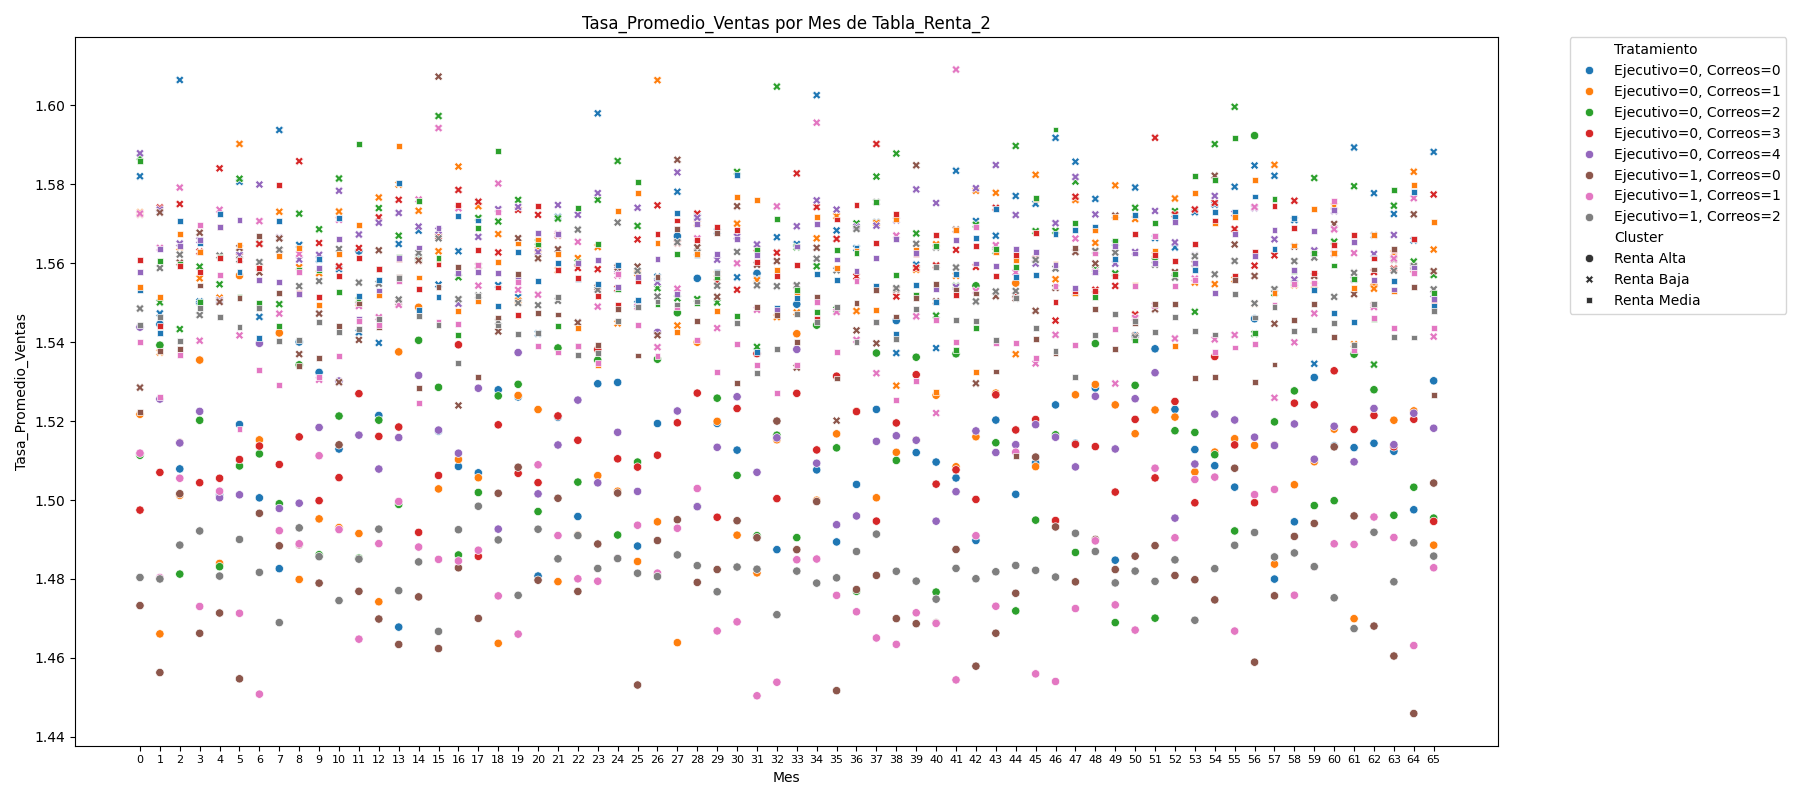 Tasa_Promedio_Ventas por Mes de Tabla_Renta_2
Tasa_Promedio_Ventas
1.60
1.58
1.56
1.54
1.52
1.50
1.48
1.46
1.44
0 1 2 3 4 5 6 7 8 9 10 11 12 13 14 15 16 17 18 19 20 21 22 23 24 25 26 27 28 29 30 31 32 33 34 35 36 37 38 39 40 41 42 43 44 45 46 47 48 49 50 51 52 53 54 55 56 57 58 59 60 61 62 63 64 65
Mes
Tratamiento
Ejecutivo=0, Correos=0
Ejecutivo=0, Correos=1
Ejecutivo=0, Correos=2
Ejecutivo=0, Correos=3
Ejecutivo=0, Correos=4
Ejecutivo=1, Correos=0
Ejecutivo=1, Correos=1
Ejecutivo=1, Correos=2
Cluster
Renta Alta
Renta Baja
Renta Media